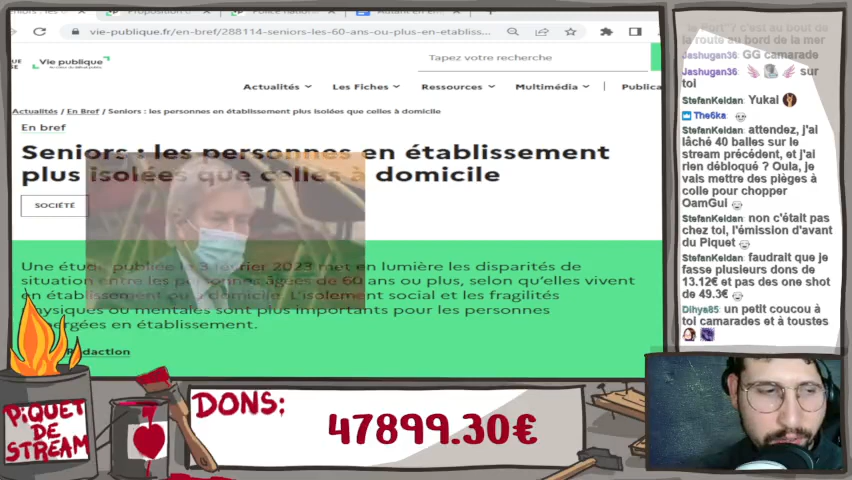 vie-publique.fr/en-bref/288114-seniors-les-60-ans-ou-plus-en-etabliss...
Vie publique
Tapez votre recherche
Actualités
Les Fiches
Ressources
Multimédia
Publica
Actualités / En Bref / Seniors : les personnes en établissement plus isolées que celles à domicile
En bref
Seniors : les personnes en établissement
plus isolées que celles à domicile
SOCIÉTÉ
Une étude publiée le 3 février 2023 met en lumière les disparités de
situation entre les personnes âgées de 60 ans ou plus, selon qu'elles vivent
en établissement ou à domicile. L'isolement social et les fragilités
physiques ou mentales sont plus importants pour les personnes
hébergées en établissement.
Rédaction
PiQUET
DE
STREAM
DONS:
47899.30€
le Fort"? c'est au bout de
la route au bord de la mer
Jashugan36: GG camarade
Jashugan36: sur
toi
StefanKeidan: Yukai
The6ka
StefanKeidan: attendez, j'ai
lâché 40 balles sur le
stream précédent, et j'ai
rien débloqué ? Oula, je
vais mettre des pièges à
colle pour chopper
OamGui
StefanKeidan: non c'était pas
chez toi, l'émission d'avant
du Piquet
StefanKeidan: faudrait que je
fasse plusieurs dons de
13.12€ et pas des one shot
de 49.3€
Dihya85: un petit coucou à
toi camarades et à toustes